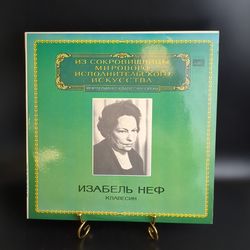 ИЗ СОКРОВИЩНИЦЫ
МИРОВОГО
ИСПОЛНИТЕЛЬСКОГО
ИСКУССТВА
ИЗАБЕЛЬ НЕФ
КЛАВЕСИН